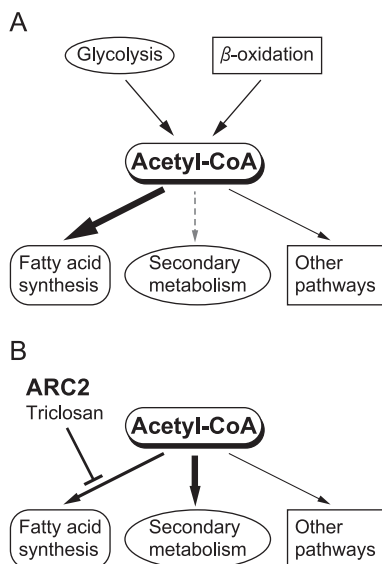 A
Glycolysis
β-oxidation
Acetyl-CoA
Fatty acid
synthesis
Secondary
metabolism
Other
pathways
B
ARC2
Triclosan
Acetyl-CoA
Fatty acid
synthesis
Secondary
metabolism
Other
pathways